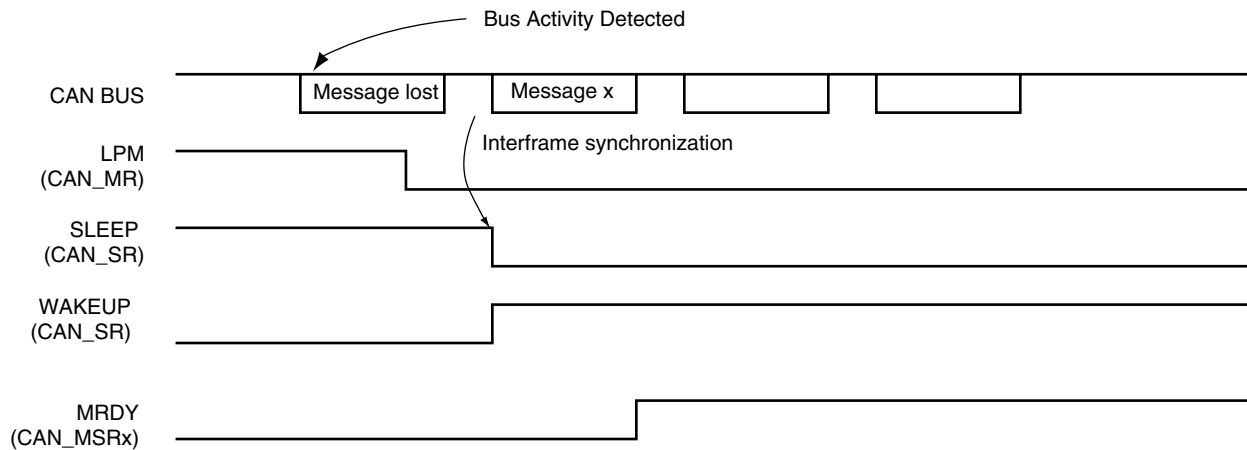 Bus Activity Detected
CAN BUS
Message lost
Message x
Interframe synchronization
LPM
(CAN_MR)
SLEEP
(CAN_SR)
WAKEUP
(CAN_SR)
MRDY
(CAN_MSRx)